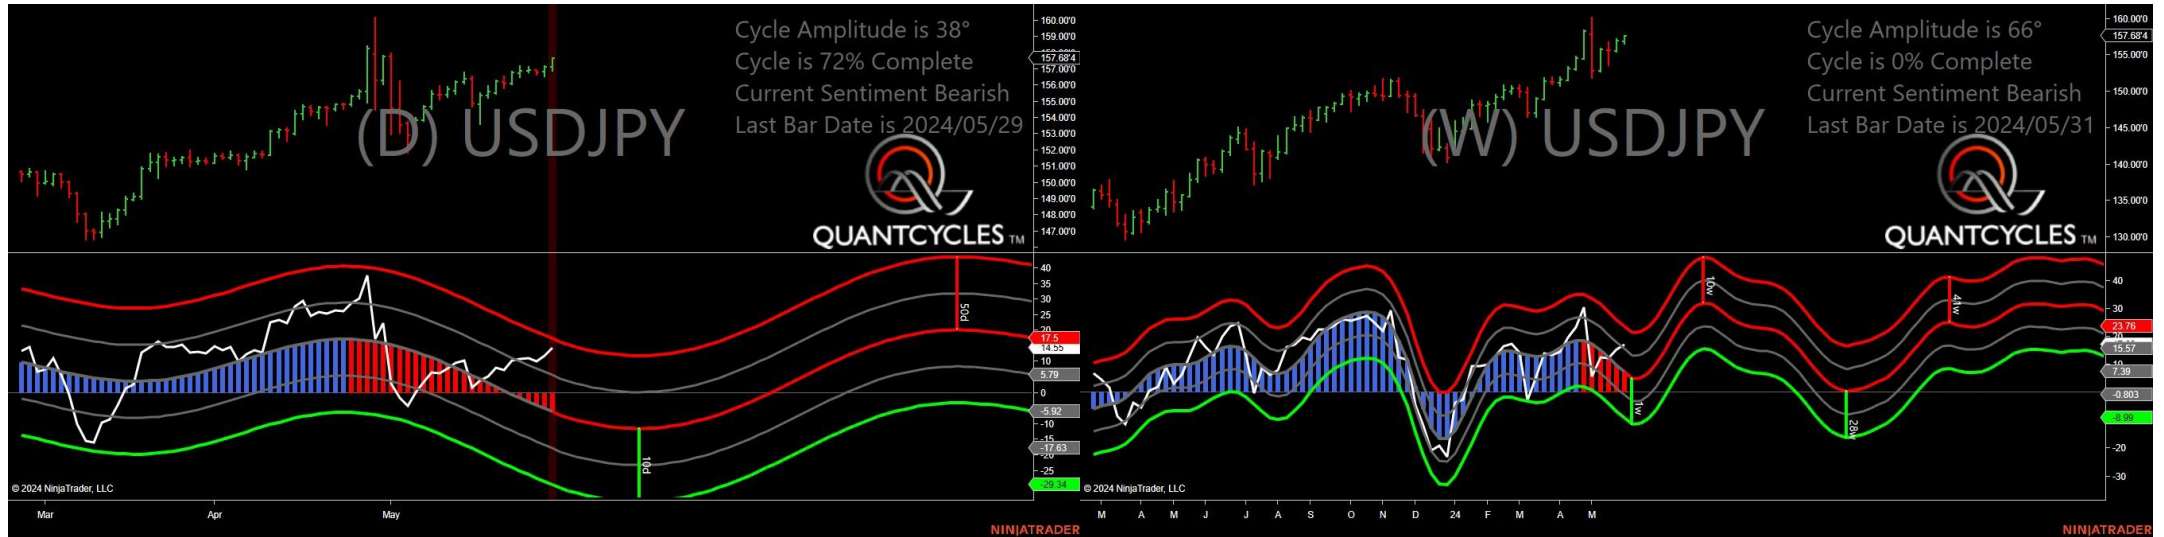 Cycle Amplitude is 38°
Cycle is 72% Complete
Current Sentiment Bearish
Last Bar Date is 2024/05/29
(D) USDJPY
QUANTCYCLES TM
160.00'0
159.00'0
157.68'4
157.00'0
156.00'0
155.00'0
154.00'0
153.00'0
152.00'0
151.00'0
150.00'0
149.00'0
148.00'0
147.00'0
40
35
30
25
20
17.5
14.55
10
5.79
0
-5.92
-10
-15
-17.63
-20
-25
-29.34
50d
10d
© 2024 NinjaTrader, LLC
Mar
Apr
May
NINJATRADER
Cycle Amplitude is 66°
Cycle is 0% Complete
Current Sentiment Bearish
Last Bar Date is 2024/05/31
(W) USDJPY
QUANTCYCLES TM
160.00'0
157.68'4
155.00'0
150.00'0
145.00'0
140.00'0
135.00'0
130.00'0
40
30
23.76
15.57
7.39
-0.803
-8.99
-20
-30
10w
41w
1w
28w
© 2024 NinjaTrader, LLC
M A M J J A S O N D 24 F M A M
NINJATRADER